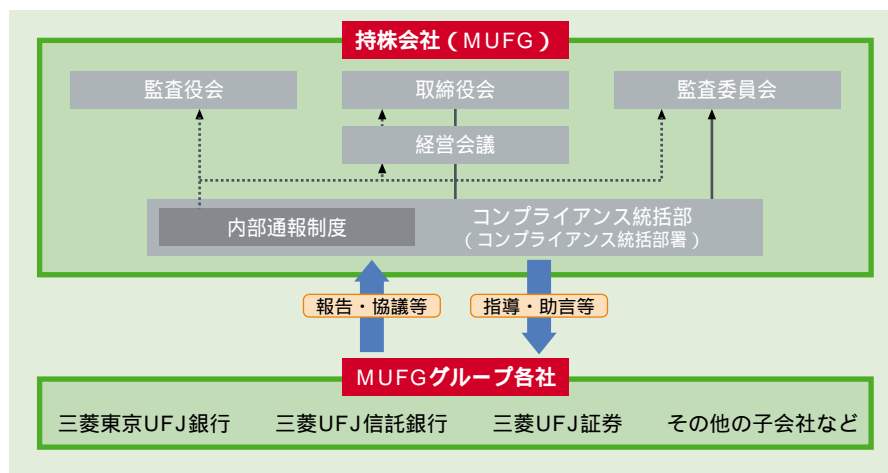 持株会社(MUFG)
監査役会
取締役会
監査委員会
経営会議
内部通報制度
コンプライアンス統括部
(コンプライアンス統括部署)
報告・協議等
指導・助言等
MUFGグループ各社
三菱東京UFJ銀行
三菱UFJ信託銀行
三菱UFJ証券
その他の子会社など